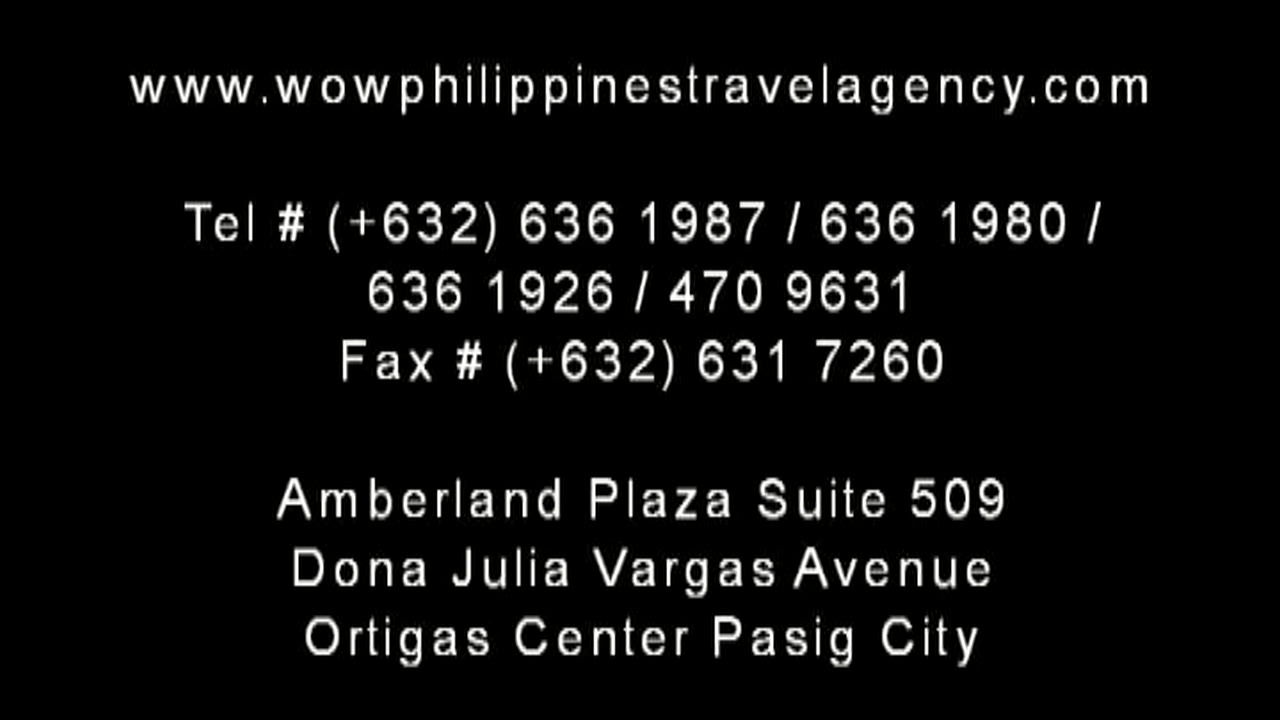 www.wowphilippinestravelagency.com
Tel # (+632) 636 1987 / 636 1980 /
636 1926 / 470 9631
Fax # (+632) 631 7260
Amberland Plaza Suite 509
Dona Julia Vargas Avenue
Ortigas Center Pasig City